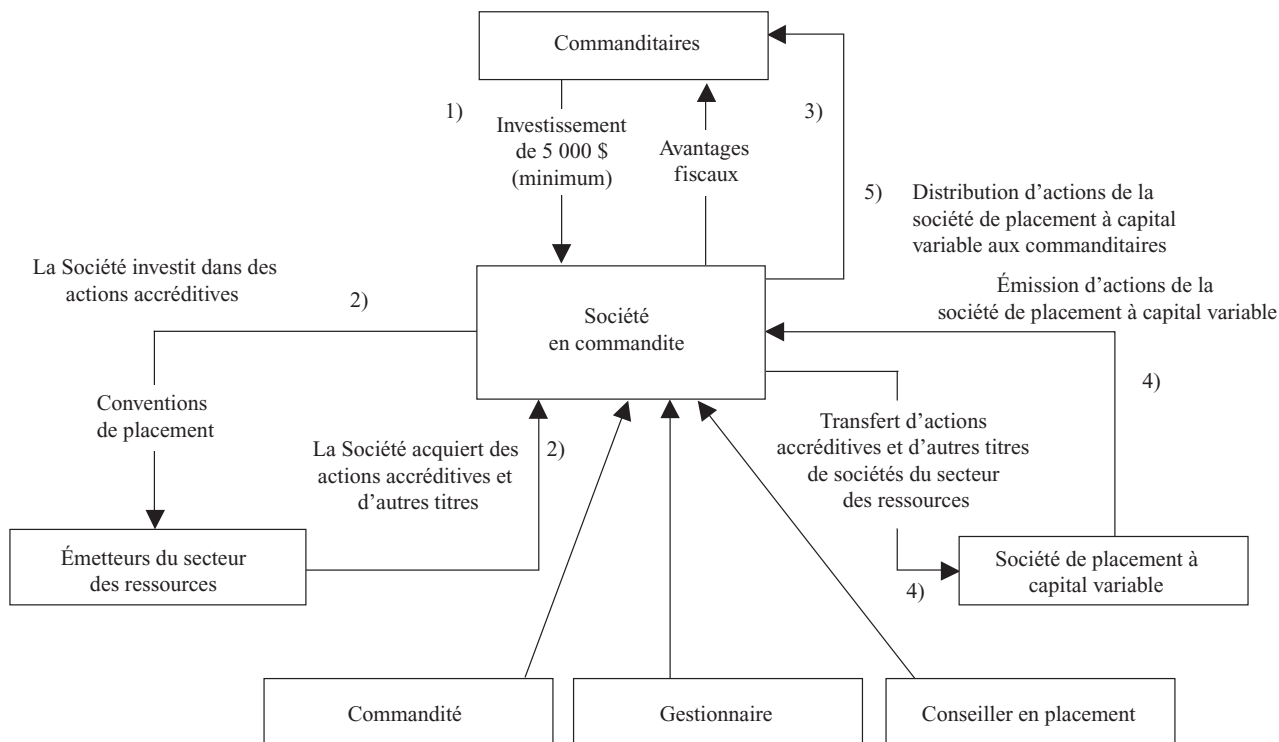 Commanditaires
1)
Investissement
de 5 000 $
(minimum)
Avantages
fiscaux
3)
5)
Distribution d’actions de la
société de placement à capital
variable aux commanditaires
La Société investit dans des
actions accréditives
2)
Société
en commandite
Émission d’actions de la
société de placement à capital variable
4)
Conventions
de placement
La Société acquiert des
actions accréditives et
d’autres titres
2)
Transfert d’actions
accréditives et d’autres titres
de sociétés du secteur
des ressources
Émetteurs du secteur
des ressources
4)
Société de placement à
capital variable
Commandité
Gestionnaire
Conseiller en placement